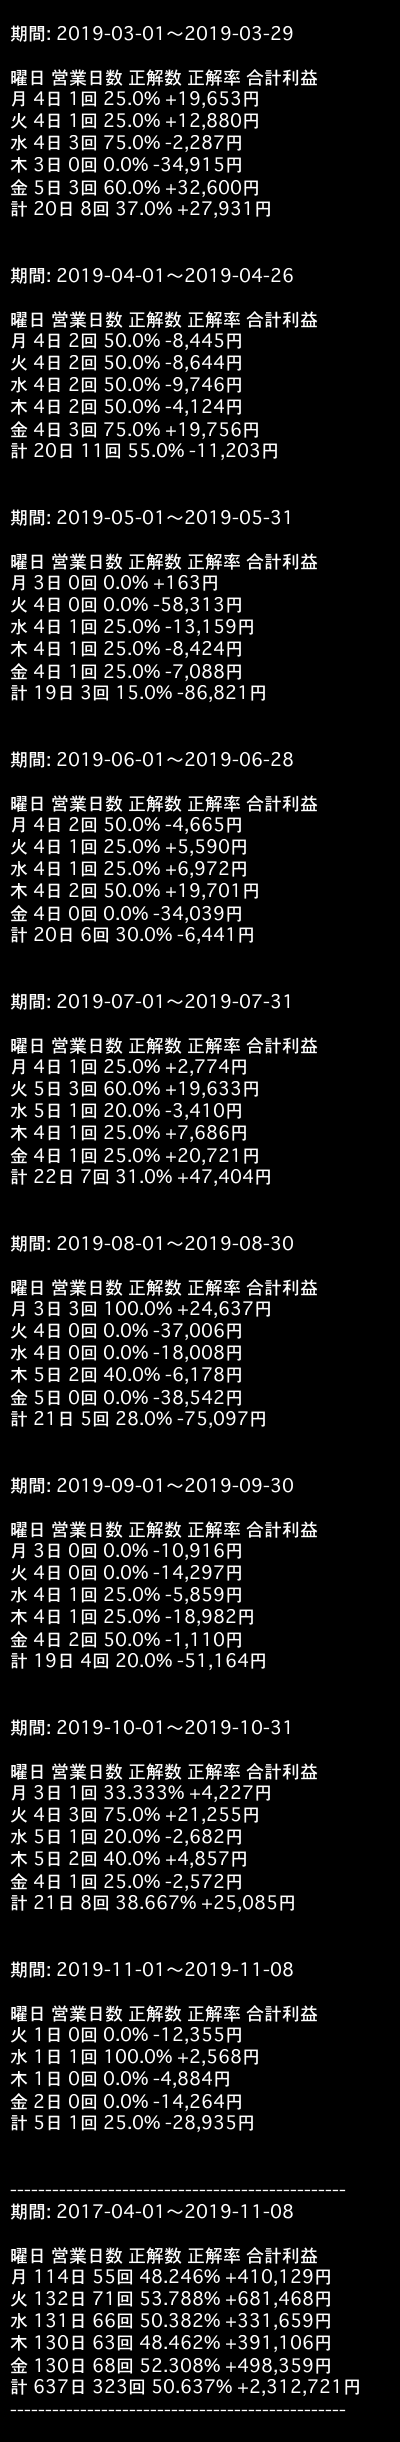 期間: 2019-03-01～2019-03-29
曜日 営業日数 正解数 正解率 合計利益
月 4日 1回 25.0% +19,653円
火 4日 1回 25.0% +12,880円
水 4日 3回 75.0% -2,287円
木 3日 0回 0.0% -34,915円
金 5日 3回 60.0% +32,600円
計 20日 8回 37.0% +27,931円
期間: 2019-04-01～2019-04-26
曜日 営業日数 正解数 正解率 合計利益
月 4日 2回 50.0% -8,445円
火 4日 2回 50.0% -8,644円
水 4日 2回 50.0% -9,746円
木 4日 2回 50.0% -4,124円
金 4日 3回 75.0% +19,756円
計 20日 11回 55.0% -11,203円
期間: 2019-05-01～2019-05-31
曜日 営業日数 正解数 正解率 合計利益
月 3日 0回 0.0% +163円
火 4日 0回 0.0% -58,313円
水 4日 1回 25.0% -13,159円
木 4日 1回 25.0% -8,424円
金 4日 1回 25.0% -7,088円
計 19日 3回 15.0% -86,821円
期間: 2019-06-01～2019-06-28
曜日 営業日数 正解数 正解率 合計利益
月 4日 2回 50.0% -4,665円
火 4日 1回 25.0% +5,590円
水 4日 1回 25.0% +6,972円
木 4日 2回 50.0% +19,701円
金 4日 0回 0.0% -34,039円
計 20日 6回 30.0% -6,441円
期間: 2019-07-01～2019-07-31
曜日 営業日数 正解数 正解率 合計利益
月 4日 1回 25.0% +2,774円
火 5日 3回 60.0% +19,633円
水 5日 1回 20.0% -3,410円
木 4日 1回 25.0% +7,686円
金 4日 1回 25.0% +20,721円
計 22日 7回 31.0% +47,404円
期間: 2019-08-01～2019-08-30
曜日 営業日数 正解数 正解率 合計利益
月 3日 3回 100.0% +24,637円
火 4日 0回 0.0% -37,006円
水 4日 0回 0.0% -18,008円
木 5日 2回 40.0% -6,178円
金 5日 0回 0.0% -38,542円
計 21日 5回 28.0% -75,097円
期間: 2019-09-01～2019-09-30
曜日 営業日数 正解数 正解率 合計利益
月 3日 0回 0.0% -10,916円
火 4日 0回 0.0% -14,297円
水 4日 1回 25.0% -5,859円
木 4日 1回 25.0% -18,982円
金 4日 2回 50.0% -1,110円
計 19日 4回 20.0% -51,164円
期間: 2019-10-01～2019-10-31
曜日 営業日数 正解数 正解率 合計利益
月 3日 1回 33.333% +4,227円
火 4日 3回 75.0% +21,255円
水 5日 1回 20.0% -2,682円
木 5日 2回 40.0% +4,857円
金 4日 1回 25.0% -2,572円
計 21日 8回 38.667% +25,085円
期間: 2019-11-01～2019-11-08
曜日 営業日数 正解数 正解率 合計利益
火 1日 0回 0.0% -12,355円
水 1日 1回 100.0% +2,568円
木 1日 0回 0.0% -4,884円
金 2日 0回 0.0% -14,264円
計 5日 1回 25.0% -28,935円
------------------------------------------------
期間: 2017-04-01～2019-11-08
曜日 営業日数 正解数 正解率 合計利益
月 114日 55回 48.246% +410,129円
火 132日 71回 53.788% +681,468円
水 131日 66回 50.382% +331,659円
木 130日 63回 48.462% +391,106円
金 130日 68回 52.308% +498,359円
計 637日 323回 50.637% +2,312,721円
------------------------------------------------